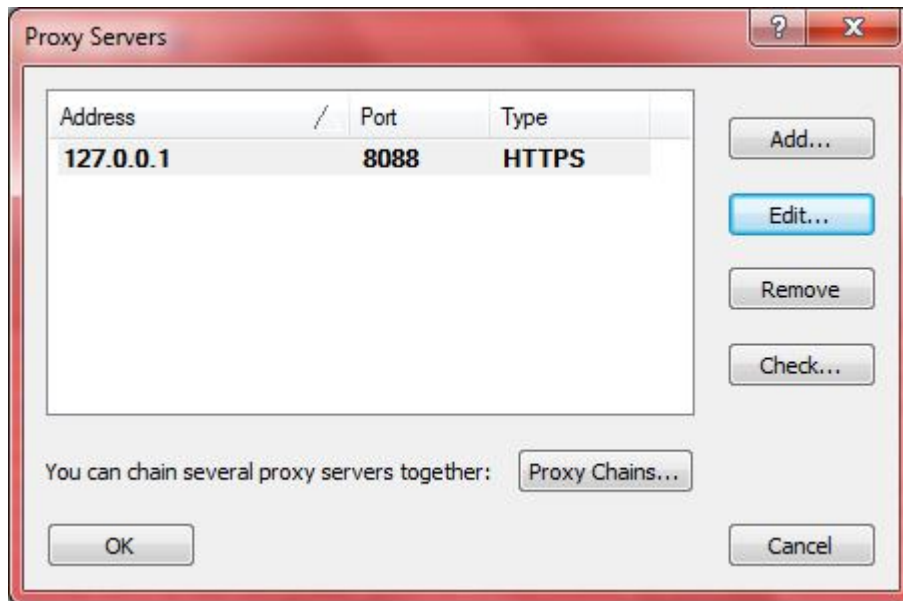 Proxy Servers
Address Port Type
127.0.0.1 8088 HTTPS
Add...
Edit...
Remove
Check...
You can chain several proxy servers together: Proxy Chains...
OK Cancel